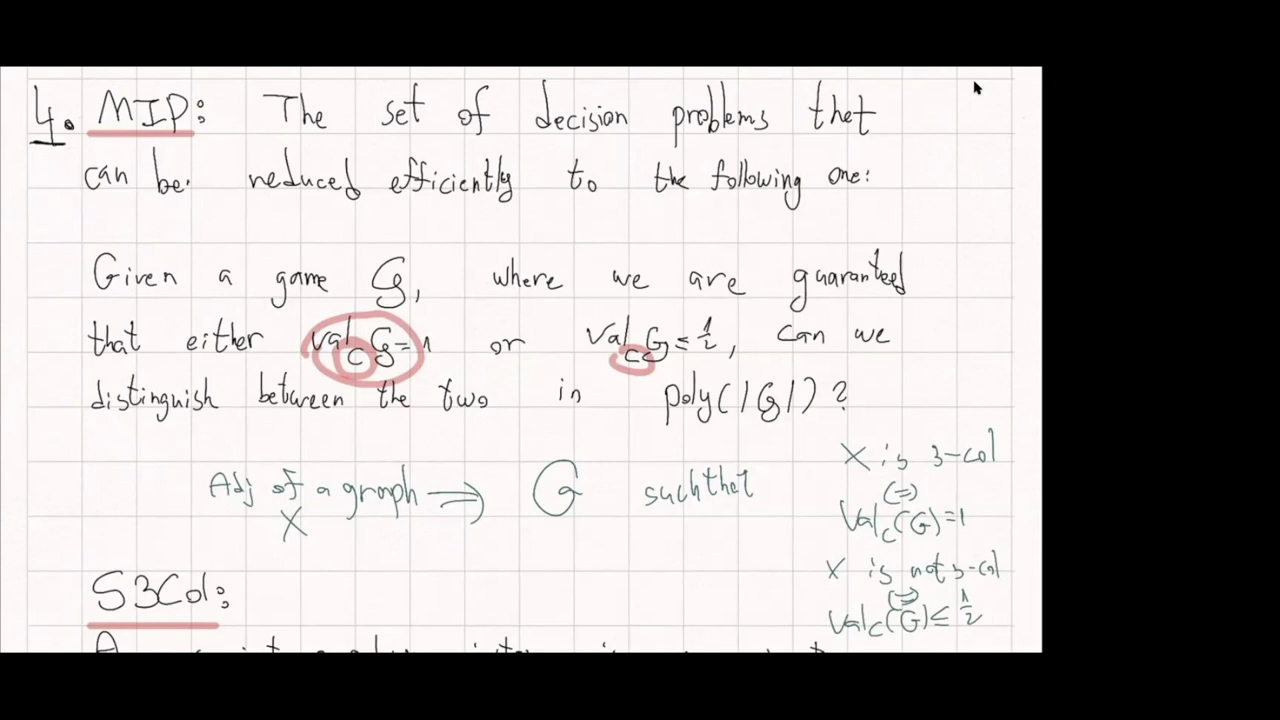 4. MIP: The set of decision problems that
can be reduced efficiently to the following one:
Given a game G, where we are guaranteed
that either val_C G = 1 or Val_C G ≤ 1/2, can we
distinguish between the two in poly(|G|)?
Adj of a graph ⇒ G such that
X
X is 3-col
⇔
Val_C(G)=1
X is not 3-col
⇔
Val_C(G) ≤ 1/2
S3Col: